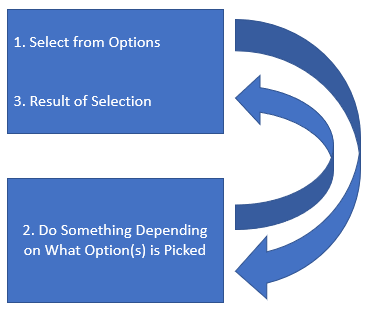 1. Select from Options
3. Result of Selection
2. Do Something Depending
on What Option(s) is Picked